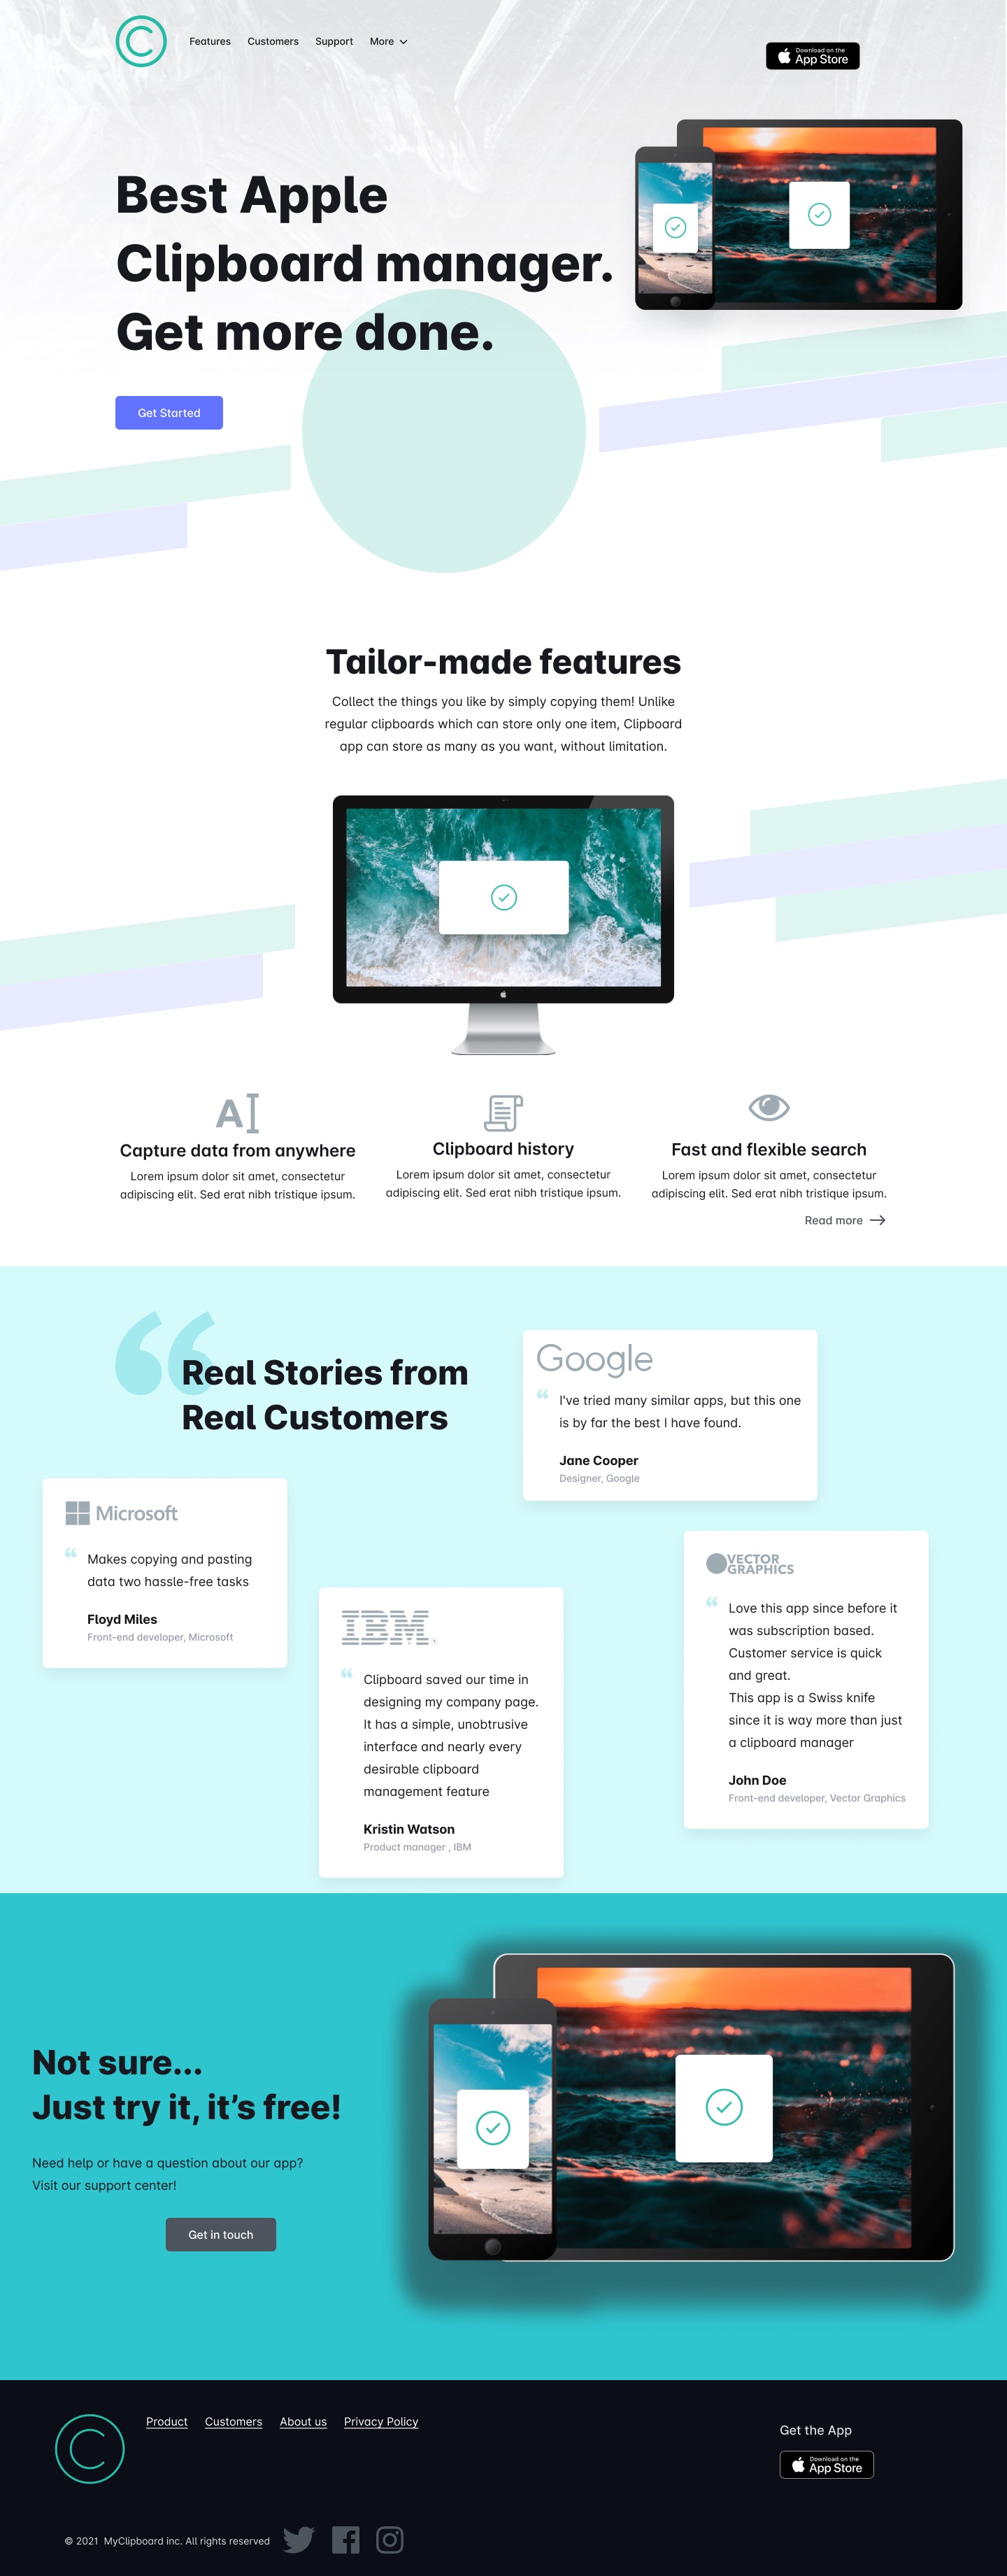 Features Customers Support More
Download on the
App Store
Best Apple
Clipboard manager.
Get more done.
Get Started
Tailor-made features
Collect the things you like by simply copying them! Unlike
regular clipboards which can store only one item, Clipboard
app can store as many as you want, without limitation.
A
Capture data from anywhere
Lorem ipsum dolor sit amet, consectetur
adipiscing elit. Sed erat nibh tristique ipsum.
Clipboard history
Lorem ipsum dolor sit amet, consectetur
adipiscing elit. Sed erat nibh tristique ipsum.
Fast and flexible search
Lorem ipsum dolor sit amet, consectetur
adipiscing elit. Sed erat nibh tristique ipsum.
Read more
“
Real Stories from
Real Customers
Google
“
I've tried many similar apps, but this one
is by far the best I have found.
Jane Cooper
Designer, Google
Microsoft
“
Makes copying and pasting
data two hassle-free tasks
Floyd Miles
Front-end developer, Microsoft
IBM
“
Clipboard saved our time in
designing my company page.
It has a simple, unobtrusive
interface and nearly every
desirable clipboard
management feature
Kristin Watson
Product manager , IBM
VECTOR
GRAPHICS
“
Love this app since before it
was subscription based.
Customer service is quick
and great.
This app is a Swiss knife
since it is way more than just
a clipboard manager
John Doe
Front-end developer, Vector Graphics
Not sure...
Just try it, it’s free!
Need help or have a question about our app?
Visit our support center!
Get in touch
Product Customers About us Privacy Policy
Get the App
Download on the
App Store
© 2021 MyClipboard inc. All rights reserved